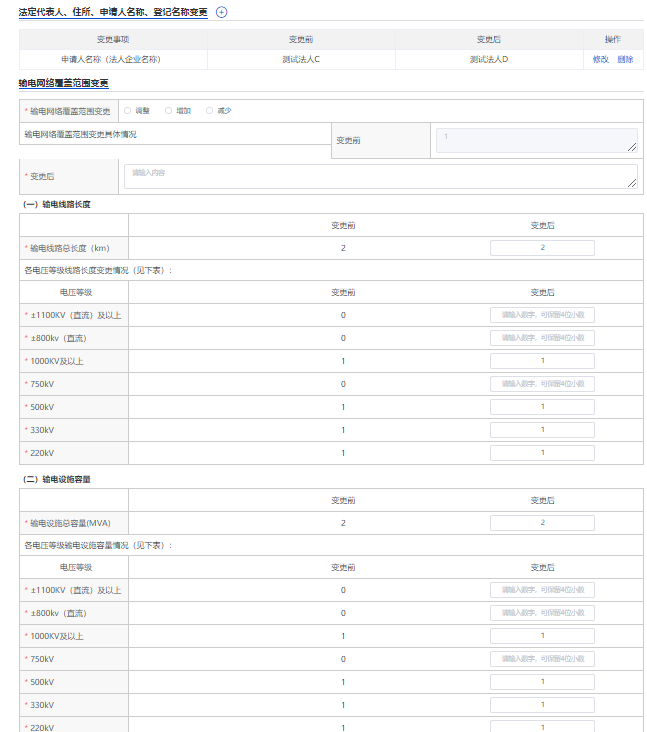 法定代表人、住所、申请人名称、登记名称变更
变更事项 变更前 变更后 操作
申请人名称（法人企业名称） 测试法人C 测试法人D 修改 删除
输电网络覆盖范围变更
* 输电网络覆盖范围变更 调整 增加 减少
输电网络覆盖范围变更具体情况
变更前 1
* 变更后 请输入内容
（一）输电线路长度
变更前 变更后
* 输电线路总长度（km） 2 2
各电压等级线路长度变更情况（见下表）：
电压等级 变更前 变更后
* ±1100KV（直流）及以上 0 请输入数字，可保留4位小数
* ±800kv（直流） 0 请输入数字，可保留4位小数
* 1000KV及以上 1 1
* 750kV 0 请输入数字，可保留4位小数
* 500kV 1 1
* 330kV 1 1
* 220kV 1 1
（二）输电设施容量
变更前 变更后
* 输电设施总容量(MVA) 2 2
各电压等级输电设施容量情况（见下表）：
电压等级 变更前 变更后
* ±1100KV（直流）及以上 0 请输入数字，可保留4位小数
* ±800kv（直流） 0 请输入数字，可保留4位小数
* 1000KV及以上 1 1
* 750kV 0 请输入数字，可保留4位小数
* 500kV 1 1
* 330kV 1 1
* 220kV 1 1